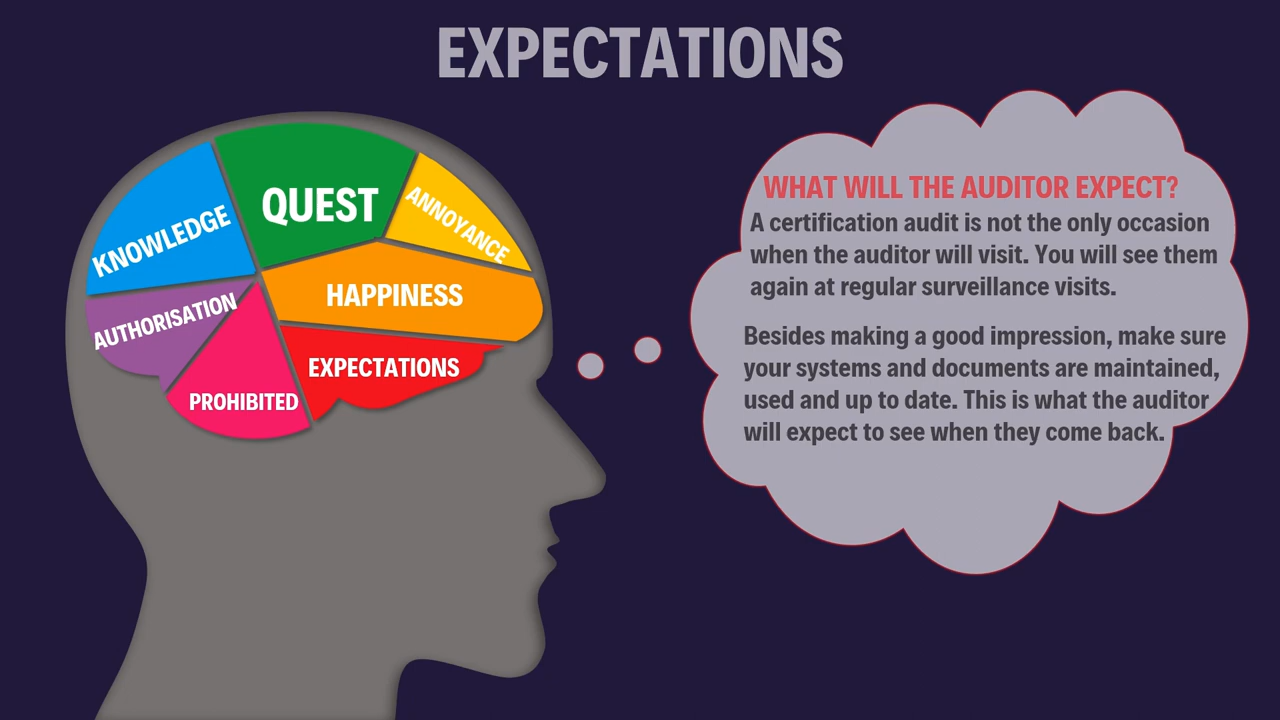 EXPECTATIONS
KNOWLEDGE
QUEST
ANNOYANCE
AUTHORISATION
HAPPINESS
PROHIBITED
EXPECTATIONS
WHAT WILL THE AUDITOR EXPECT?
A certification audit is not the only occasion
when the auditor will visit. You will see them
again at regular surveillance visits.
Besides making a good impression, make sure
your systems and documents are maintained,
used and up to date. This is what the auditor
will expect to see when they come back.